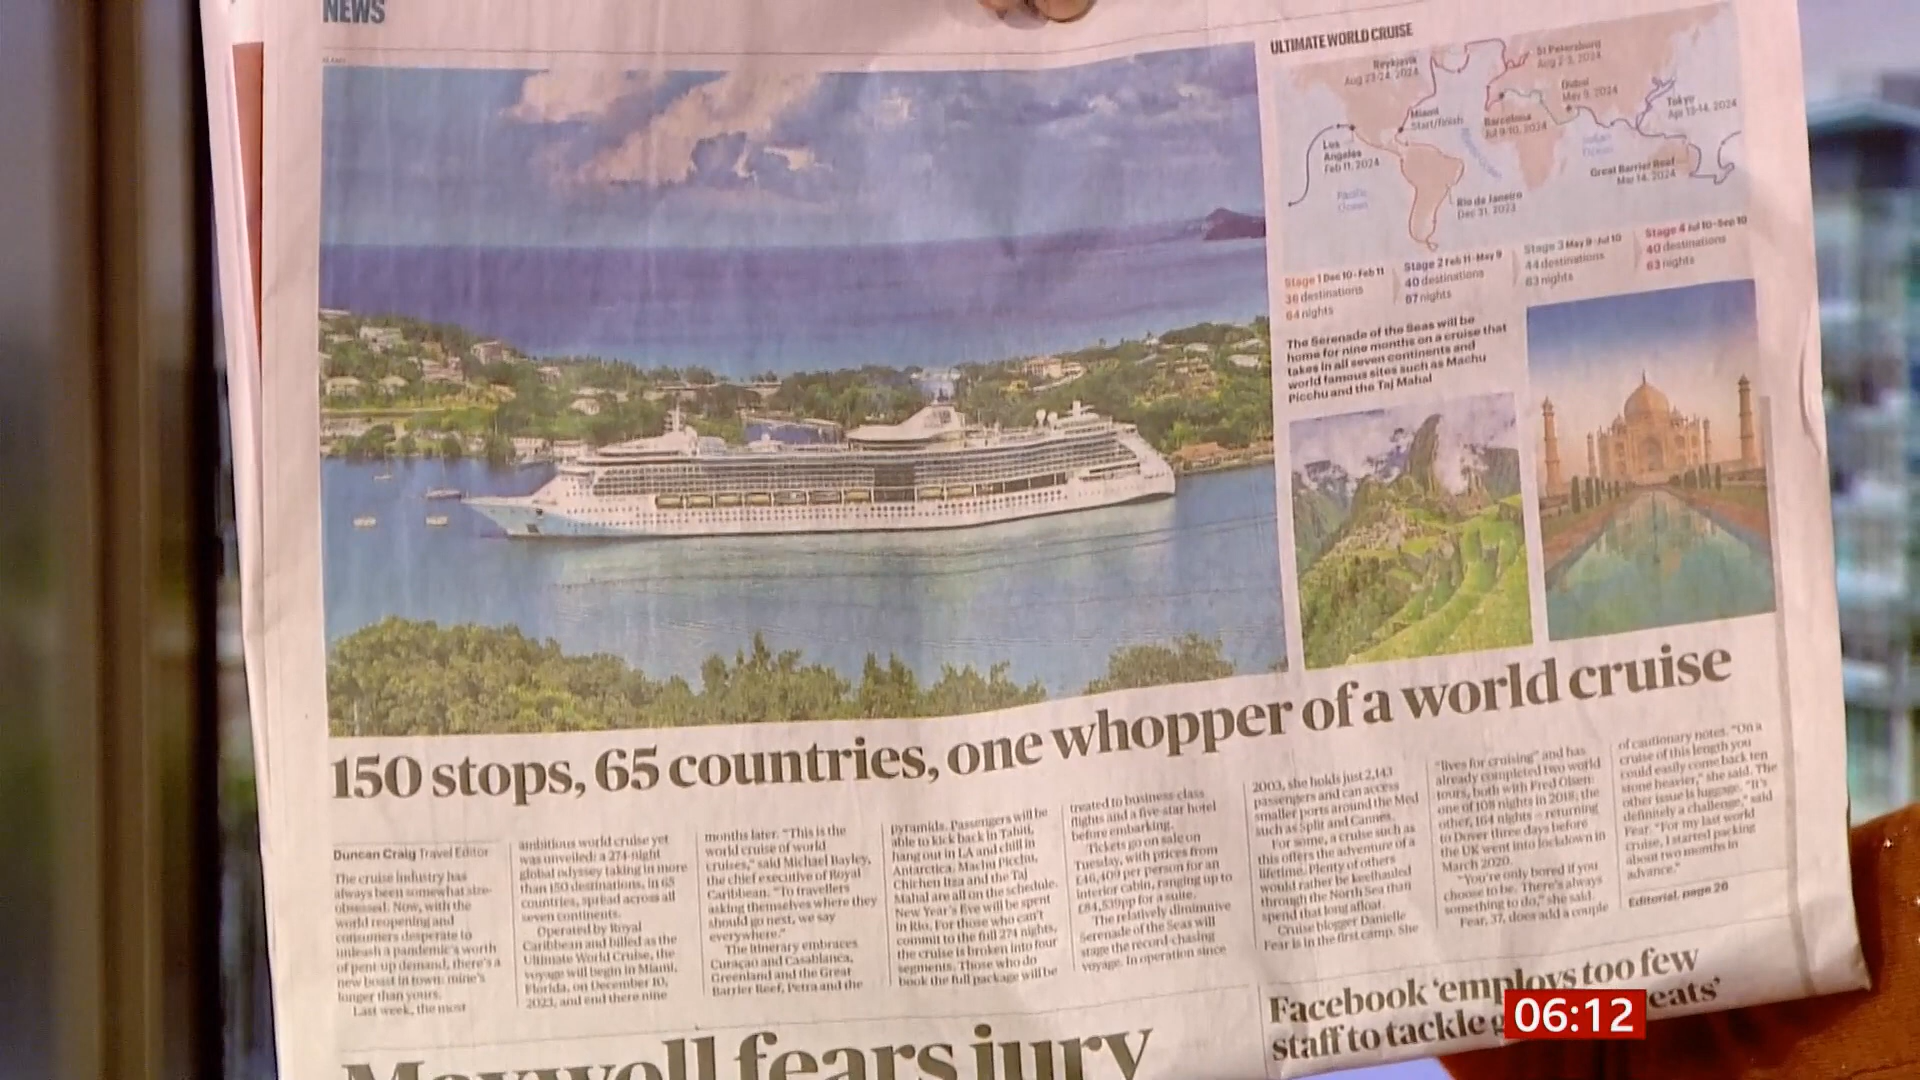 NEWS
ULTIMATE WORLD CRUISE
Reykjavik
Aug 23-24, 2024
St Petersburg
Aug 2-3, 2024
Dubai
May 9, 2024
Tokyo
Apr 13-14, 2024
Miami
Start/finish
Barcelona
Jul 9-10, 2024
Los
Angeles
Feb 11, 2024
Great Barrier Reef
Mar 14, 2024
Pacific
Ocean
Indian
Ocean
Rio de Janeiro
Dec 31, 2023
Stage 1 Dec 10-Feb 11
36 destinations
64 nights
Stage 2 Feb 11-May 9
40 destinations
87 nights
Stage 3 May 9-Jul 10
44 destinations
63 nights
Stage 4 Jul 10-Sep 10
40 destinations
63 nights
The Serenade of the Seas will be
home for nine months on a cruise that
takes in all seven continents and
world famous sites such as Machu
Picchu and the Taj Mahal
150 stops, 65 countries, one whopper of a world cruise
Duncan Craig Travel Editor
The cruise industry has
always been somewhat size-
obsessed. Now, with the
world reopening and
consumers desperate to
unleash a pandemic's worth
of pent-up demand, there's a
new boast in town: mine's
longer than yours.
Last week, the most
ambitious world cruise yet
was unveiled: a 274-night
global odyssey taking in more
than 150 destinations, in 65
countries, spread across all
seven continents.
Operated by Royal
Caribbean and billed as the
Ultimate World Cruise, the
voyage will begin in Miami,
Florida, on December 10,
2023, and end there nine
months later. "This is the
world cruise of world
cruises," said Michael Bayley,
the chief executive of Royal
Caribbean. "To travellers
asking themselves where they
should go next, we say
everywhere."
The itinerary embraces
Curaçao and Casablanca,
Greenland and the Great
Barrier Reef, Petra and the
pyramids. Passengers will be
able to kick back in Tahiti,
hang out in LA and chill in
Antarctica. Machu Picchu,
Chichen Itza and the Taj
Mahal are all on the schedule.
New Year's Eve will be spent
in Rio. For those who can't
commit to the full 274 nights,
the cruise is broken into four
segments. Those who do
book the full package will be
treated to business class
flights and a five-star hotel
before embarking.
Tickets go on sale on
Tuesday, with prices from
£46,409 per person for an
interior cabin, ranging up to
£84,539pp for a suite.
The relatively diminutive
Serenade of the Seas will
stage the record-chasing
voyage. In operation since
2003, she holds just 2,143
passengers and can access
smaller ports around the Med
such as Split and Cannes.
For some, a cruise such as
this offers the adventure of a
lifetime. Plenty of others
would rather be keelhauled
through the North Sea than
spend that long afloat.
Cruise blogger Danielle
Fear is in the first camp. She
"lives for cruising" and has
already completed two world
tours, both with Fred Olsen:
one of 108 nights in 2018; the
other, 164 nights — returning
to Dover three days before
the UK went into lockdown in
March 2020.
"You're only bored if you
choose to be. There's always
something to do," she said.
Fear, 37, does add a couple
of cautionary notes. "On a
cruise of this length you
could easily come back ten
stone heavier," she said. The
other issue is luggage. "It's
definitely a challenge," said
Fear. "For my last world
cruise, I started packing
about two months in
advance."
Editorial, page 20
Maxwell fears jury
Facebook 'employs too few
staff to tackle
eats'
06:12